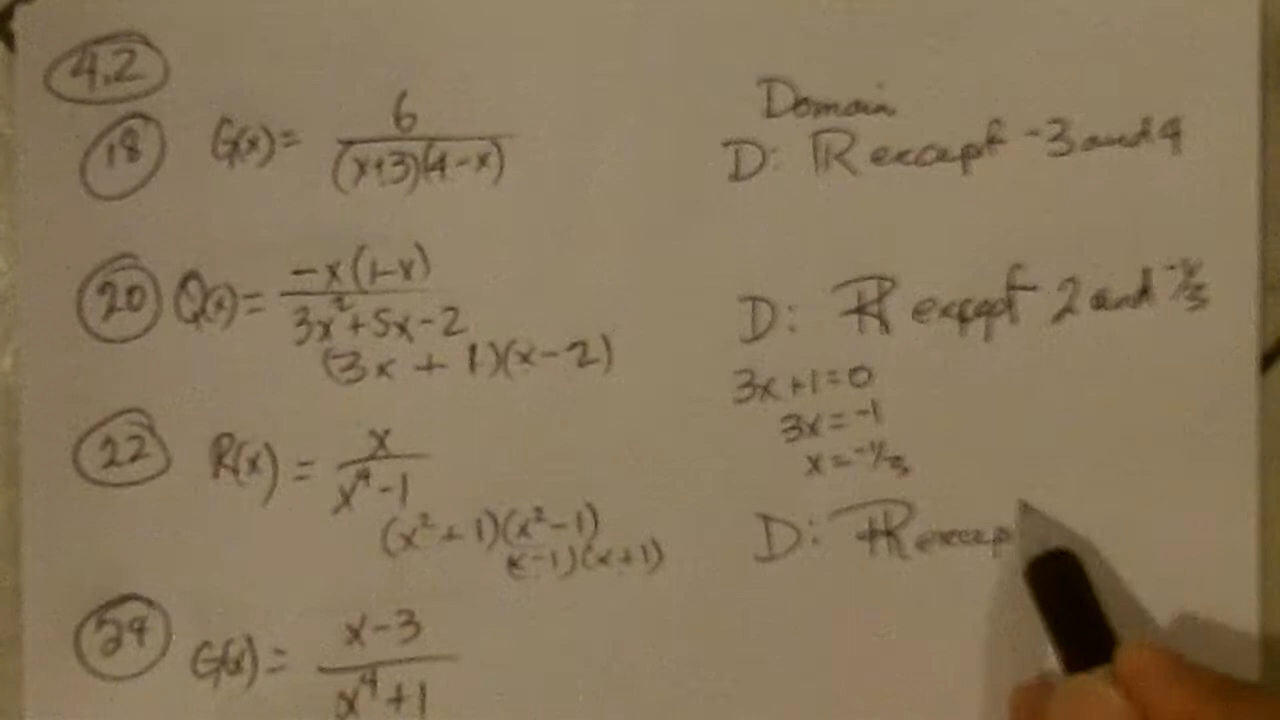 4.2
Domain
18 G(x) = 6/((x+3)(4-x)) D: ℝ except -3 and 4
20 Q(x) = -x(1-x)/(3x²+5x-2) D: ℝ except 2 and -1/3
(3x + 1)(x-2)
3x+1=0
3x=-1
x=-1/3
22 R(x) = x/(x⁴-1)
(x²+1)(x²-1)
(x-1)(x+1)
D: ℝ excep
G(x) = (x-3)/(x⁴+1)